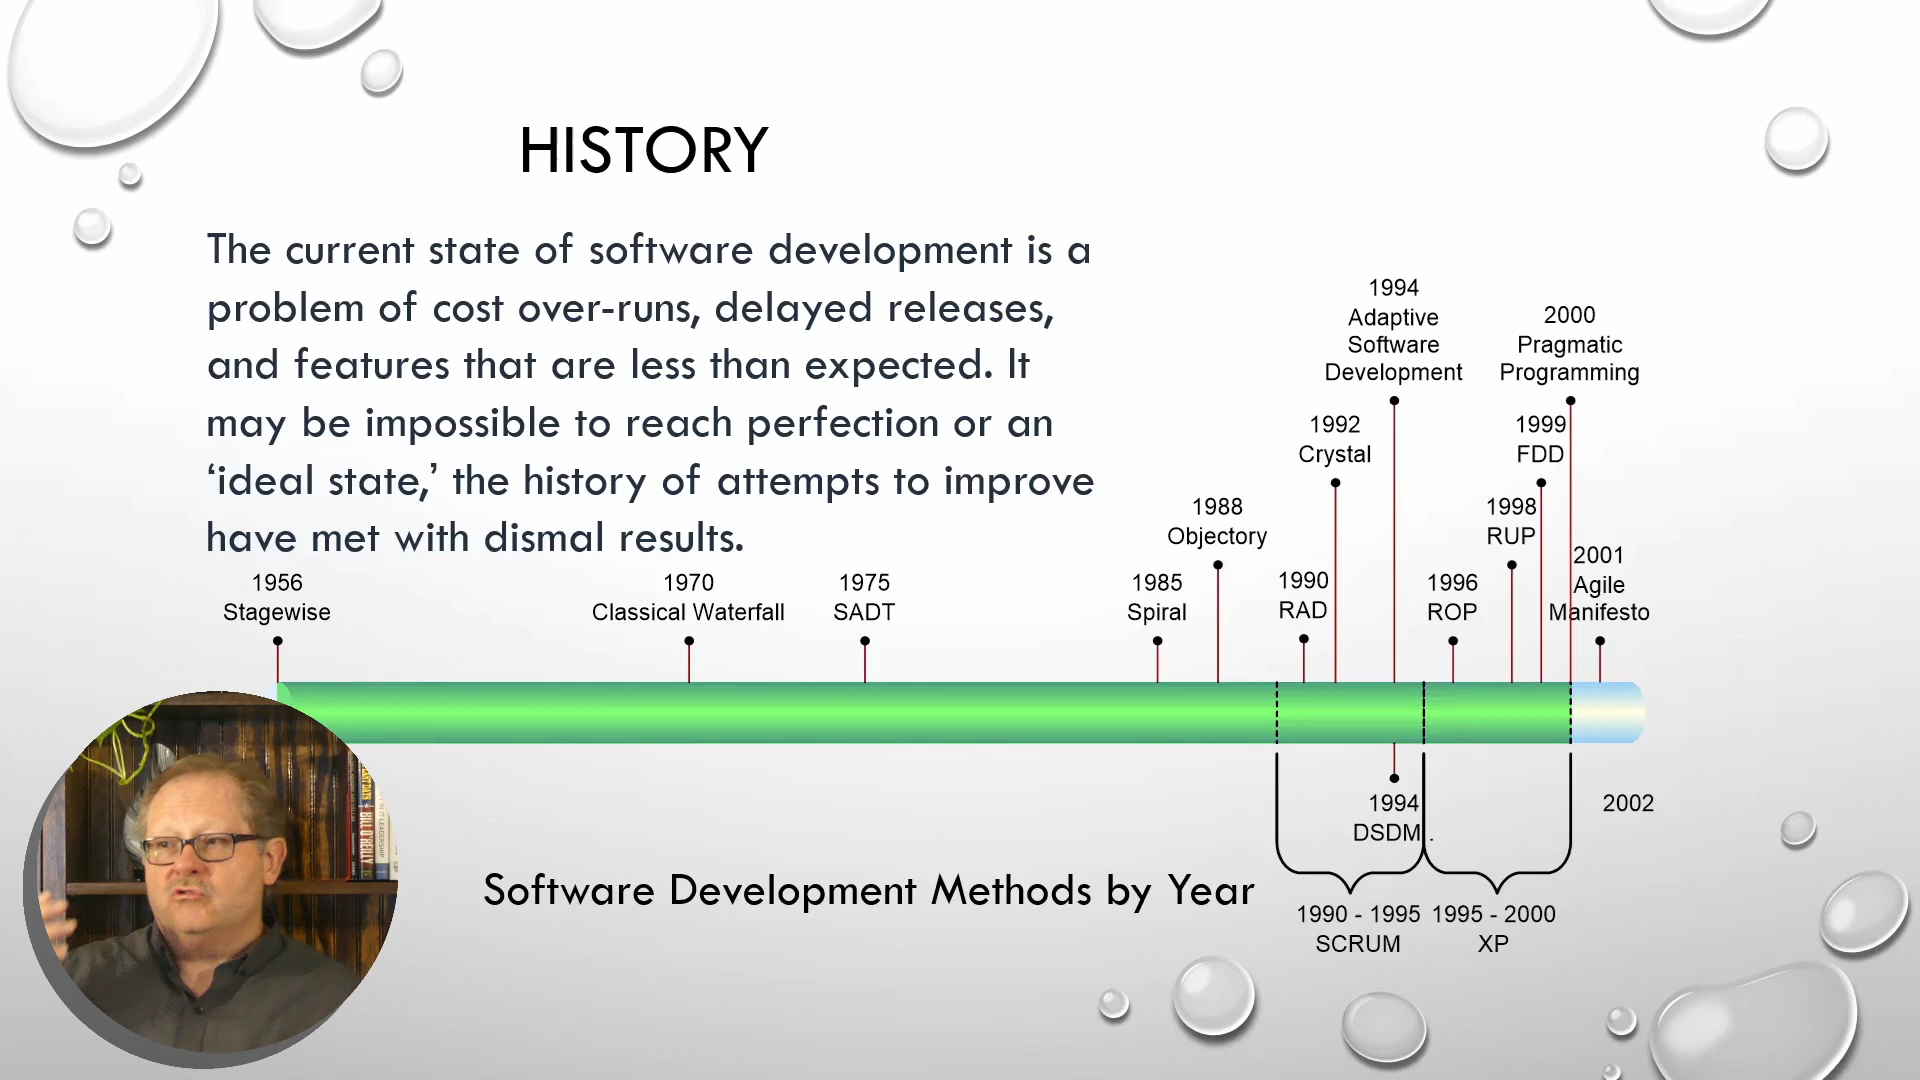 HISTORY
The current state of software development is a
problem of cost over-runs, delayed releases,
and features that are less than expected. It
may be impossible to reach perfection or an
‘ideal state,’ the history of attempts to improve
have met with dismal results.
1956
Stagewise
1970
Classical Waterfall
1975
SADT
1985
Spiral
1988
Objectory
1990
RAD
1992
Crystal
1994
Adaptive
Software
Development
1996
ROP
1998
RUP
1999
FDD
2000
Pragmatic
Programming
2001
Agile
Manifesto
1994
DSDM .
2002
Software Development Methods by Year
1990 - 1995
SCRUM
1995 - 2000
XP
BILL O'REILLY
IT LEADERSHIP